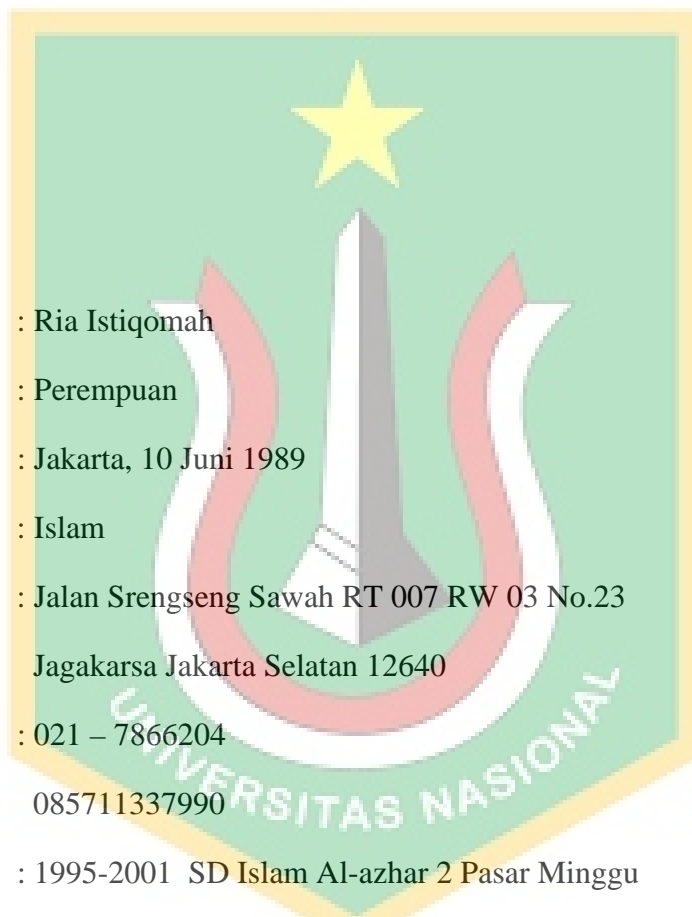 : Ria Istiqomah
: Perempuan
: Jakarta, 10 Juni 1989
: Islam
: Jalan Srengseng Sawah RT 007 RW 03 No.23
Jagakarsa Jakarta Selatan 12640
: 021 – 7866204
085711337990
UNIVERSITAS NASIONAL
: 1995-2001 SD Islam Al-azhar 2 Pasar Minggu